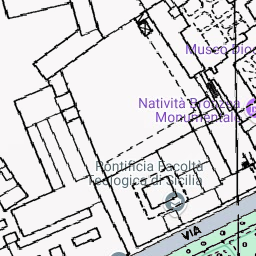 Museo Dio
Natività Bronzea
Monumentale
Pontificia Facoltà
Teologica di Sicilia
VIA